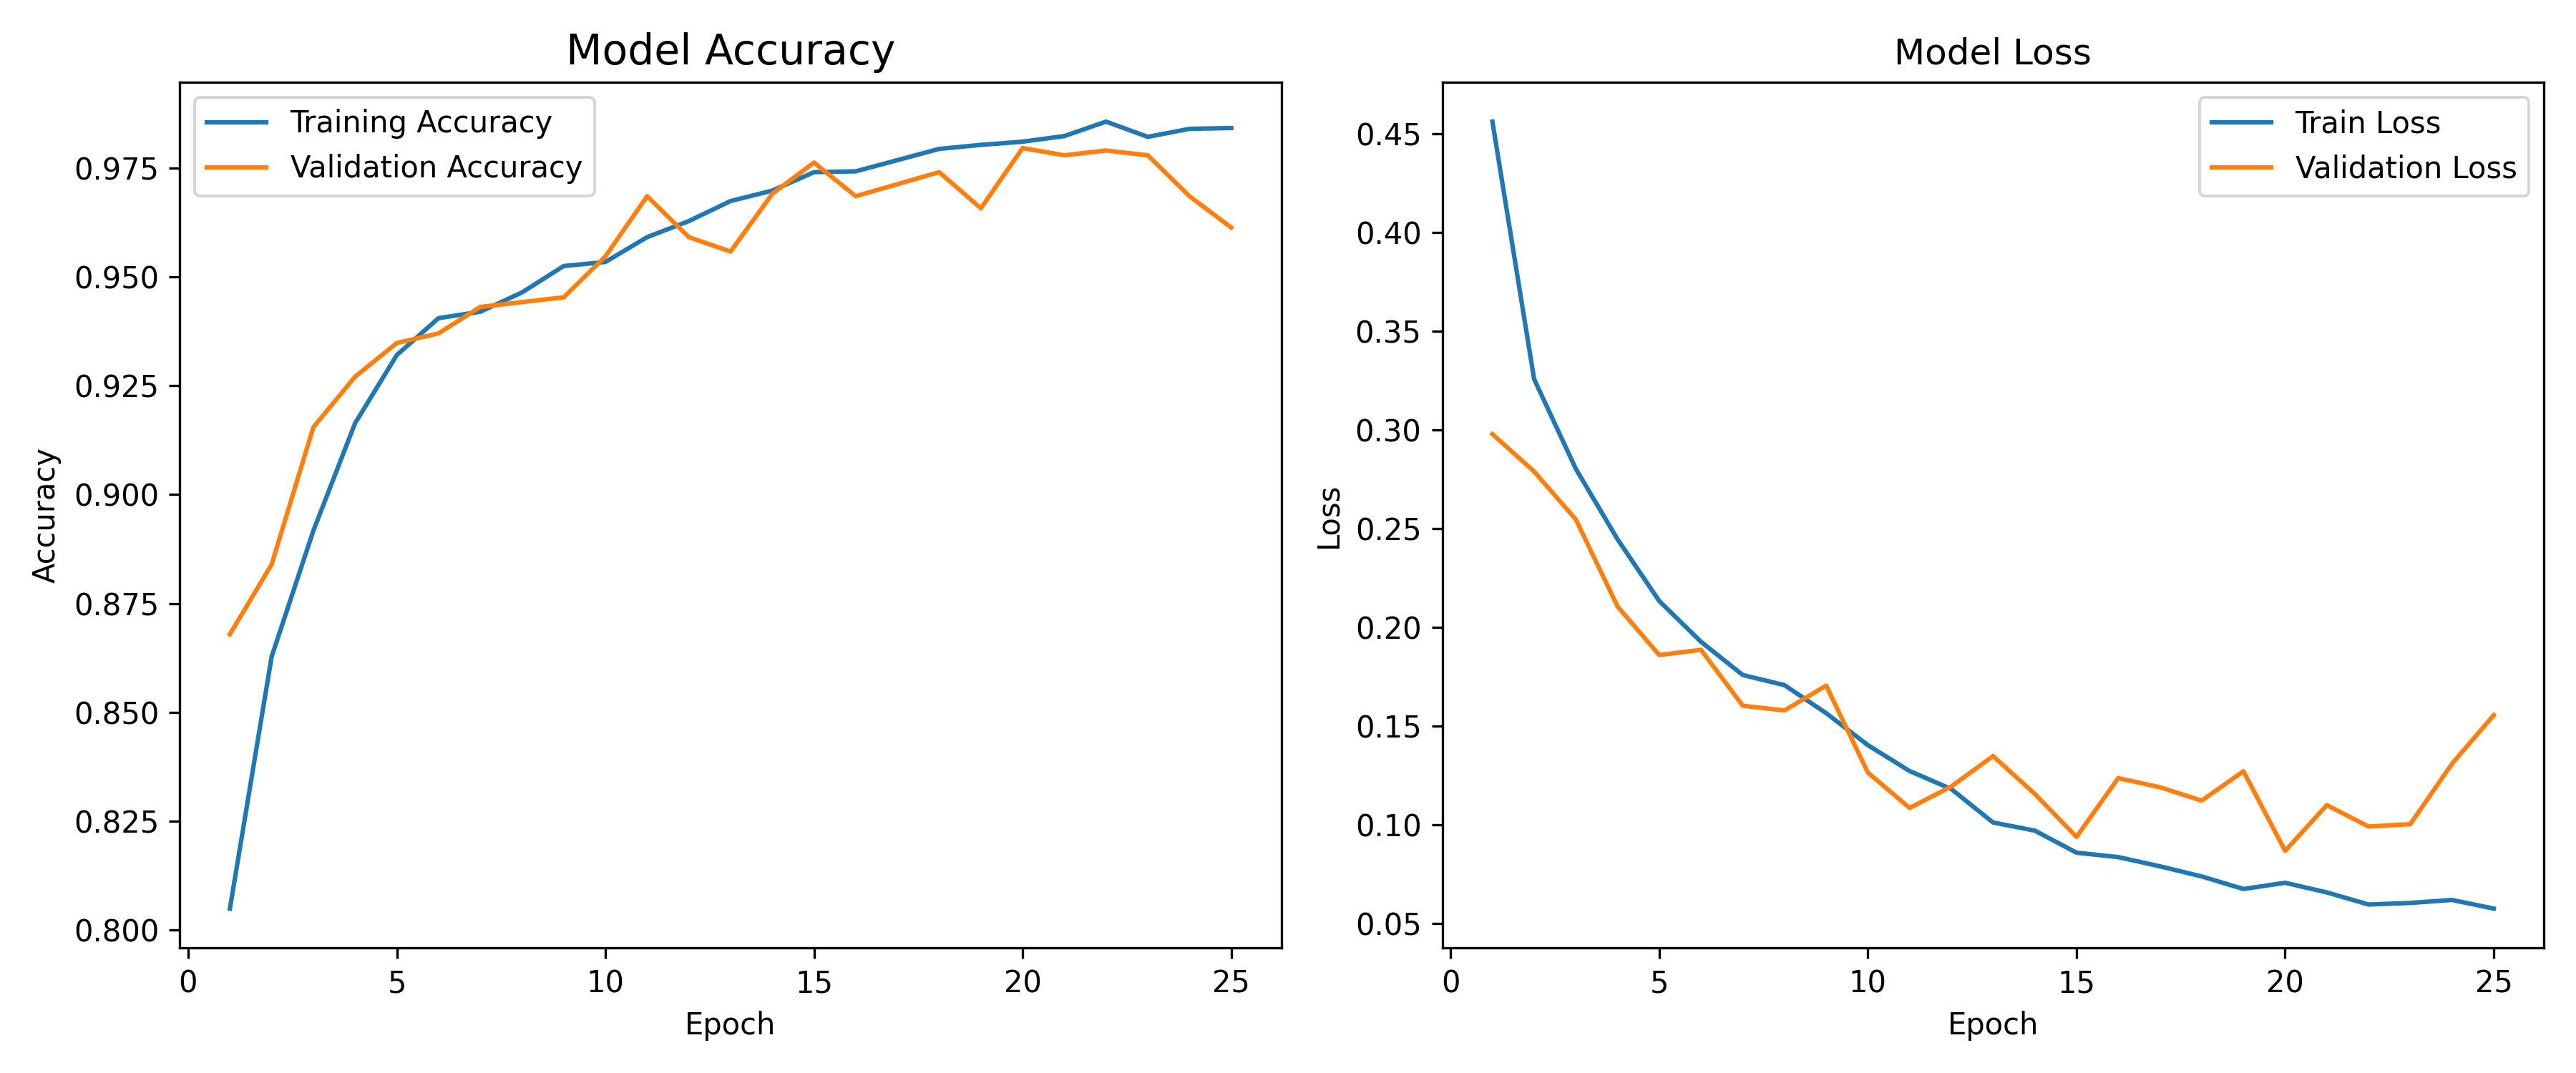 Model Accuracy
Training Accuracy
Validation Accuracy
0.975
0.950
0.925
0.900
0.875
0.850
0.825
0.800
Accuracy
0 5 10 15 20 25
Epoch
Model Loss
Train Loss
Validation Loss
0.45
0.40
0.35
0.30
0.25
0.20
0.15
0.10
0.05
Loss
0 5 10 15 20 25
Epoch